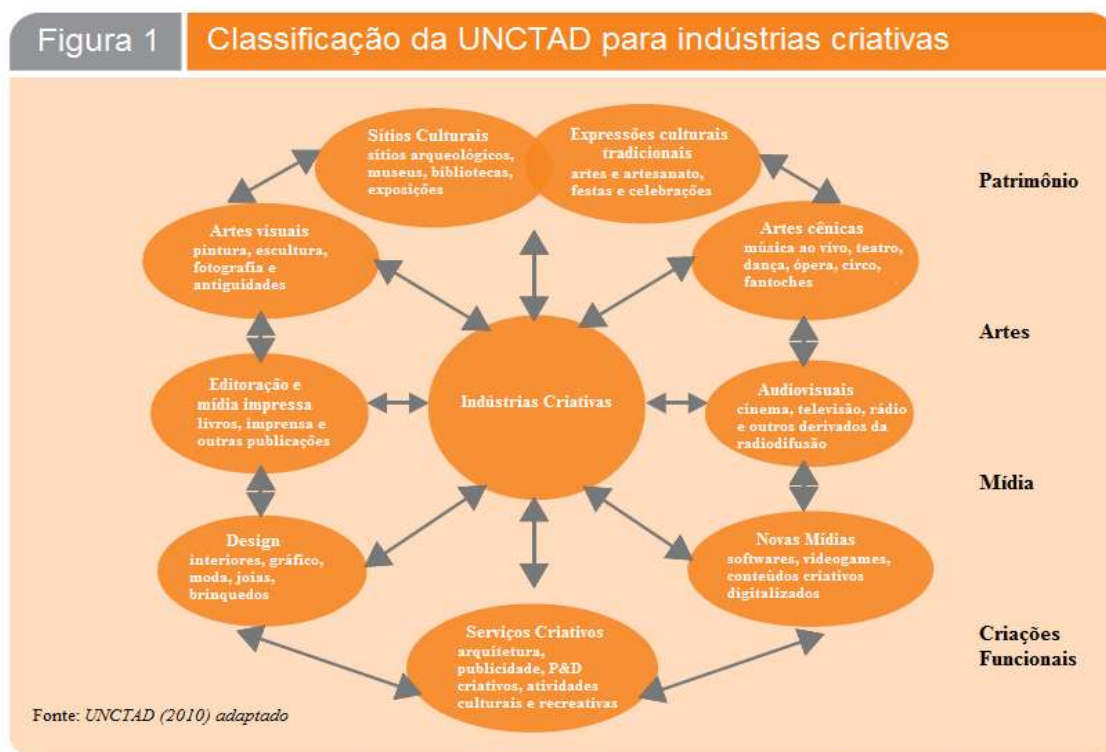 Figura 1
Classificação da UNCTAD para indústrias criativas
Sítios Culturais
sítios arqueológicos,
museus, bibliotecas,
exposições
Expressões culturais
tradicionais
artes e artesanato,
festas e celebrações
Patrimônio
Artes visuais
pintura, escultura,
fotografia e
antiguidades
Artes cênicas
música ao vivo, teatro,
dança, ópera, circo,
fantoches
Artes
Editoração e
mídia impressa
livros, imprensa e
outras publicações
Indústrias Criativas
Audiovisuais
cinema, televisão, rádio
e outros derivados da
radiodifusão
Mídia
Design
interiores, gráfico,
moda, joias,
brinquedos
Novas Mídias
softwares, videogames,
conteúdos criativos
digitalizados
Serviços Criativos
arquitetura,
publicidade, P&D
criativos, atividades
culturais e recreativas
Criações
Funcionais
Fonte: UNCTAD (2010) adaptado